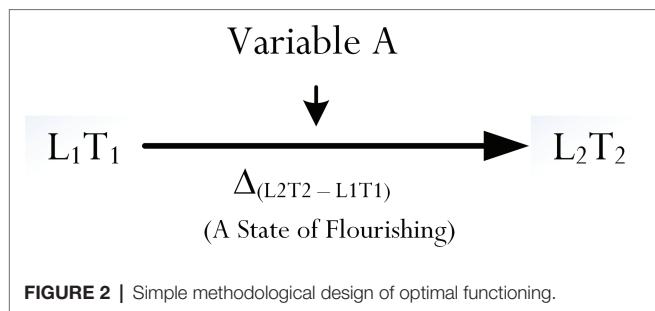 Variable A
L₁T₁ L₂T₂
Δ(L2T2 – L1T1)
(A State of Flourishing)
FIGURE 2 | Simple methodological design of optimal functioning.